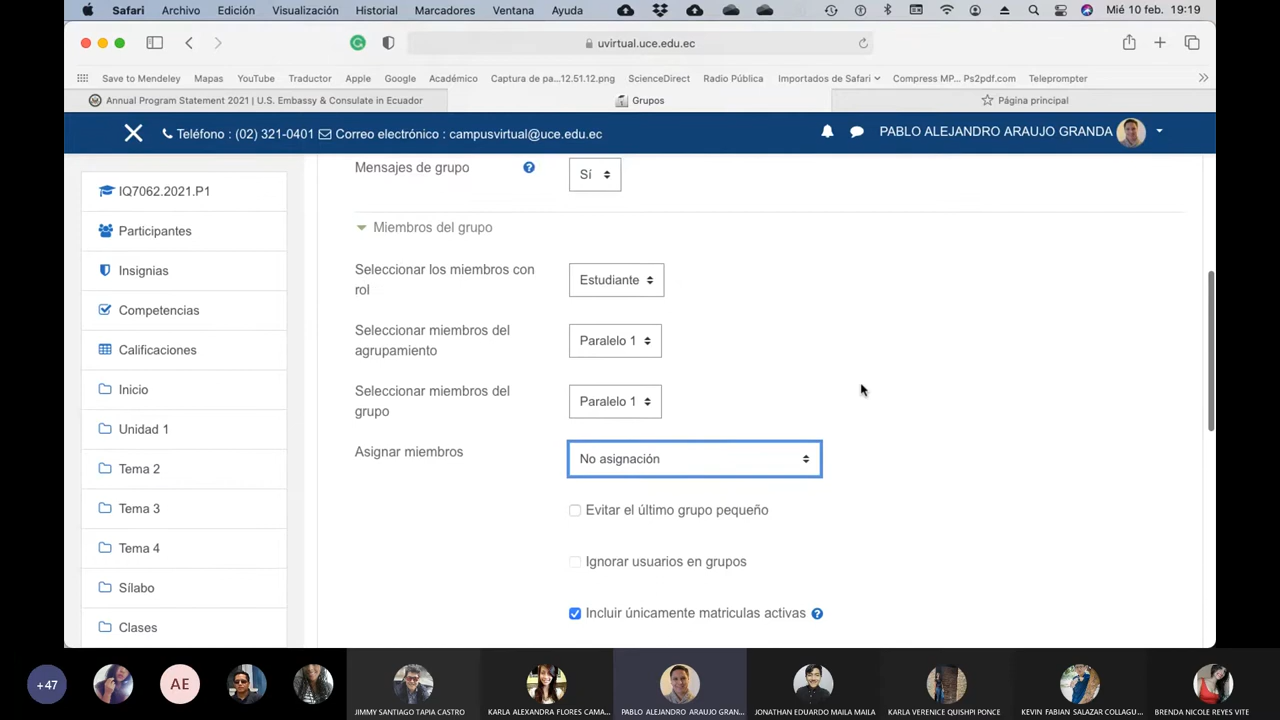 Safari Archivo Edición Visualización Historial Marcadores Ventana Ayuda Mié 10 feb. 19:19
uvirtual.uce.edu.ec
Save to Mendeley Mapas YouTube Traductor Apple Google Académico Captura de pa...12.51.12.png ScienceDirect Radio Pública Importados de Safari Compress MP... Ps2pdf.com Teleprompter
Annual Program Statement 2021 | U.S. Embassy & Consulate in Ecuador Grupos Página principal
Teléfono : (02) 321-0401 Correo electrónico : campusvirtual@uce.edu.ec PABLO ALEJANDRO ARAUJO GRANDA
Mensajes de grupo Sí
IQ7062.2021.P1
Participantes
Insignias
Competencias
Calificaciones
Inicio
Unidad 1
Tema 2
Tema 3
Tema 4
Sílabo
Clases
Miembros del grupo
Seleccionar los miembros con
rol
Estudiante
Seleccionar miembros del
agrupamiento
Paralelo 1
Seleccionar miembros del
grupo
Paralelo 1
Asignar miembros No asignación
Evitar el último grupo pequeño
Ignorar usuarios en grupos
Incluir únicamente matriculas activas
+47 AE
JIMMY SANTIAGO TAPIA CASTRO KARLA ALEXANDRA FLORES CAMA... PABLO ALEJANDRO ARAUJO GRAN... JONATHAN EDUARDO MAILA MAILA KARLA VERENICE QUISHPI PONCE KEVIN FABIAN SALAZAR COLLAGU... BRENDA NICOLE REYES VITE